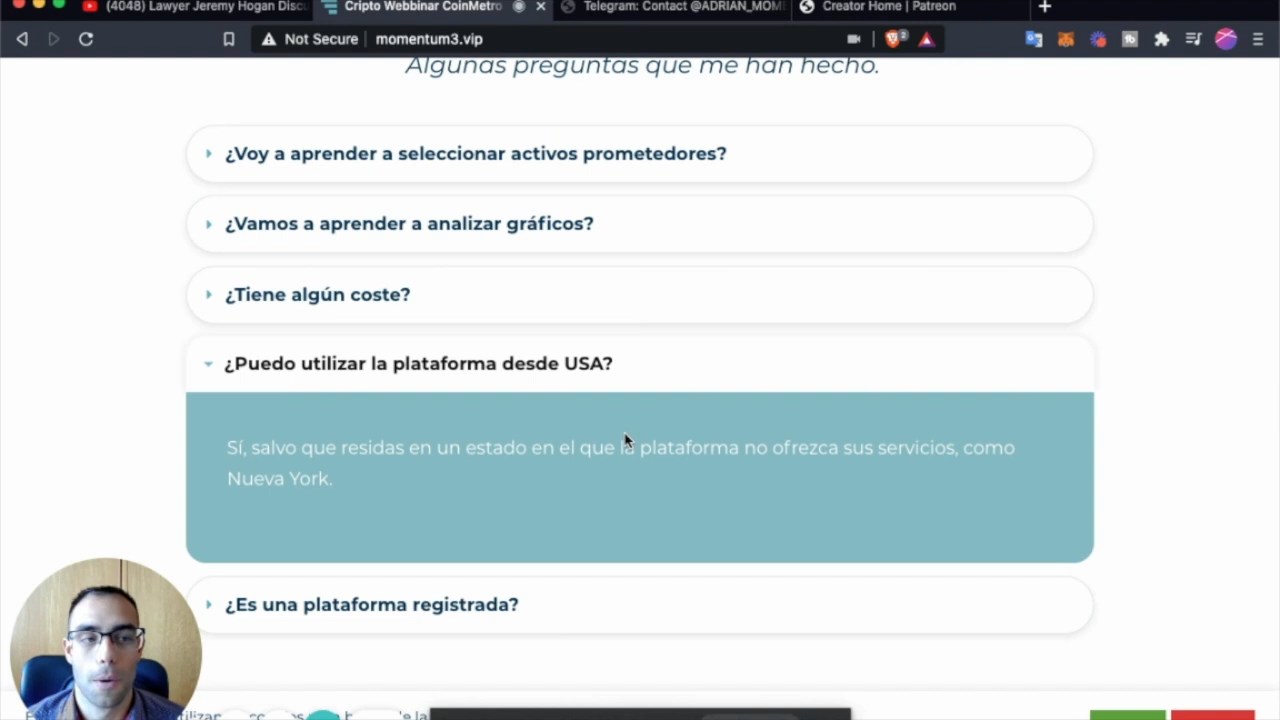 (4048) Lawyer Jeremy Hogan Discu
Cripto Webbinar CoinMetro
Telegram: Contact @ADRIAN_MOM
Creator Home | Patreon
Not Secure
momentum3.vip
2
Algunas preguntas que me han hecho.
¿Voy a aprender a seleccionar activos prometedores?
¿Vamos a aprender a analizar gráficos?
¿Tiene algún coste?
¿Puedo utilizar la plataforma desde USA?
Sí, salvo que residas en un estado en el que la plataforma no ofrezca sus servicios, como
Nueva York.
¿Es una plataforma registrada?